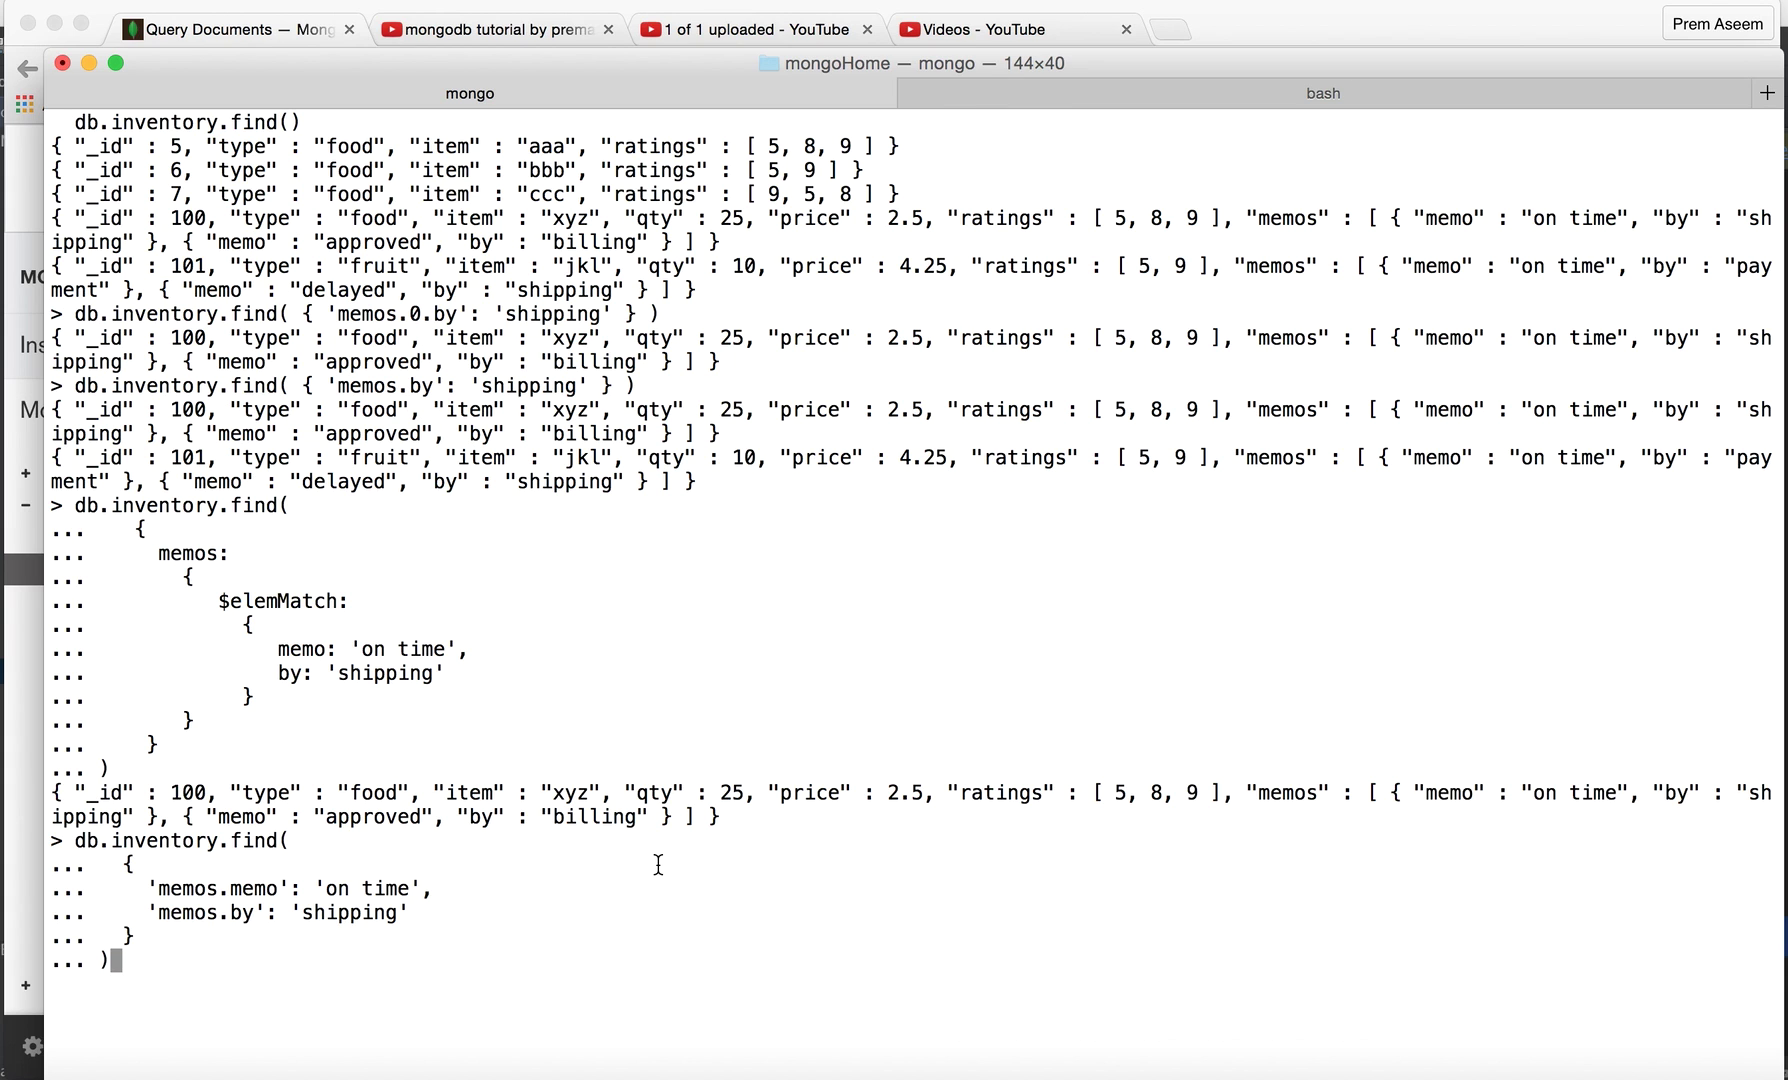 Query Documents — Mong
mongodb tutorial by prema
1 of 1 uploaded - YouTube
Videos - YouTube
Prem Aseem
mongoHome — mongo — 144×40
mongo
bash
db.inventory.find()
{ "_id" : 5, "type" : "food", "item" : "aaa", "ratings" : [ 5, 8, 9 ] }
{ "_id" : 6, "type" : "food", "item" : "bbb", "ratings" : [ 5, 9 ] }
{ "_id" : 7, "type" : "food", "item" : "ccc", "ratings" : [ 9, 5, 8 ] }
{ "_id" : 100, "type" : "food", "item" : "xyz", "qty" : 25, "price" : 2.5, "ratings" : [ 5, 8, 9 ], "memos" : [ { "memo" : "on time", "by" : "sh
ipping" }, { "memo" : "approved", "by" : "billing" } ] }
{ "_id" : 101, "type" : "fruit", "item" : "jkl", "qty" : 10, "price" : 4.25, "ratings" : [ 5, 9 ], "memos" : [ { "memo" : "on time", "by" : "pay
ment" }, { "memo" : "delayed", "by" : "shipping" } ] }
> db.inventory.find( { 'memos.0.by': 'shipping' } )
{ "_id" : 100, "type" : "food", "item" : "xyz", "qty" : 25, "price" : 2.5, "ratings" : [ 5, 8, 9 ], "memos" : [ { "memo" : "on time", "by" : "sh
ipping" }, { "memo" : "approved", "by" : "billing" } ] }
> db.inventory.find( { 'memos.by': 'shipping' } )
{ "_id" : 100, "type" : "food", "item" : "xyz", "qty" : 25, "price" : 2.5, "ratings" : [ 5, 8, 9 ], "memos" : [ { "memo" : "on time", "by" : "sh
ipping" }, { "memo" : "approved", "by" : "billing" } ] }
{ "_id" : 101, "type" : "fruit", "item" : "jkl", "qty" : 10, "price" : 4.25, "ratings" : [ 5, 9 ], "memos" : [ { "memo" : "on time", "by" : "pay
ment" }, { "memo" : "delayed", "by" : "shipping" } ] }
> db.inventory.find(
...    {
...      memos:
...        {
...           $elemMatch:
...             {
...                memo: 'on time',
...                by: 'shipping'
...             }
...        }
...     }
... )
{ "_id" : 100, "type" : "food", "item" : "xyz", "qty" : 25, "price" : 2.5, "ratings" : [ 5, 8, 9 ], "memos" : [ { "memo" : "on time", "by" : "sh
ipping" }, { "memo" : "approved", "by" : "billing" } ] }
> db.inventory.find(
...   {
...     'memos.memo': 'on time',
...     'memos.by': 'shipping'
...   }
... )